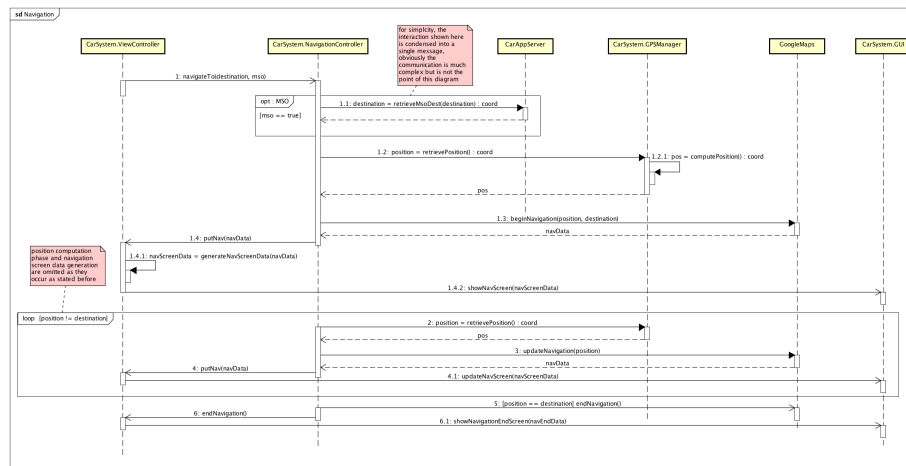 sd Navigation
for simplcity, the
interaction shown here
is condensed into a
single message,
obviously the
communication is much
complex but is not the
point of this diagram
CarSystem.ViewController
CarSystem.NavigationController
CarAppServer
CarSystem.GPSManager
GoogleMaps
CarSystem.GUI
1: navigateTo(destination, mso)
opt : MSO
[mso == true]
1.1: destination = retrieveMsoDest(destination) : coord
1.2: position = retrievePosition() : coord
1.2.1: pos = computePosition() : coord
pos
1.3: beginNavigation(position, destination)
navData
1.4: putNav(navData)
position computation
phase and navigation
screen data generation
are omitted as they
occur as stated before
1.4.1: navScreenData = generateNavScreenData(navData)
1.4.2: showNavScreen(navScreenData)
loop [position != destination]
2: position = retrievePosition() : coord
pos
3: updateNavigation(position)
navData
4: putNav(navData)
4.1: updateNavScreen(navScreenData)
5: [position == destination] endNavigation()
6: endNavigation()
6.1: showNavigationEndScreen(navEndData)